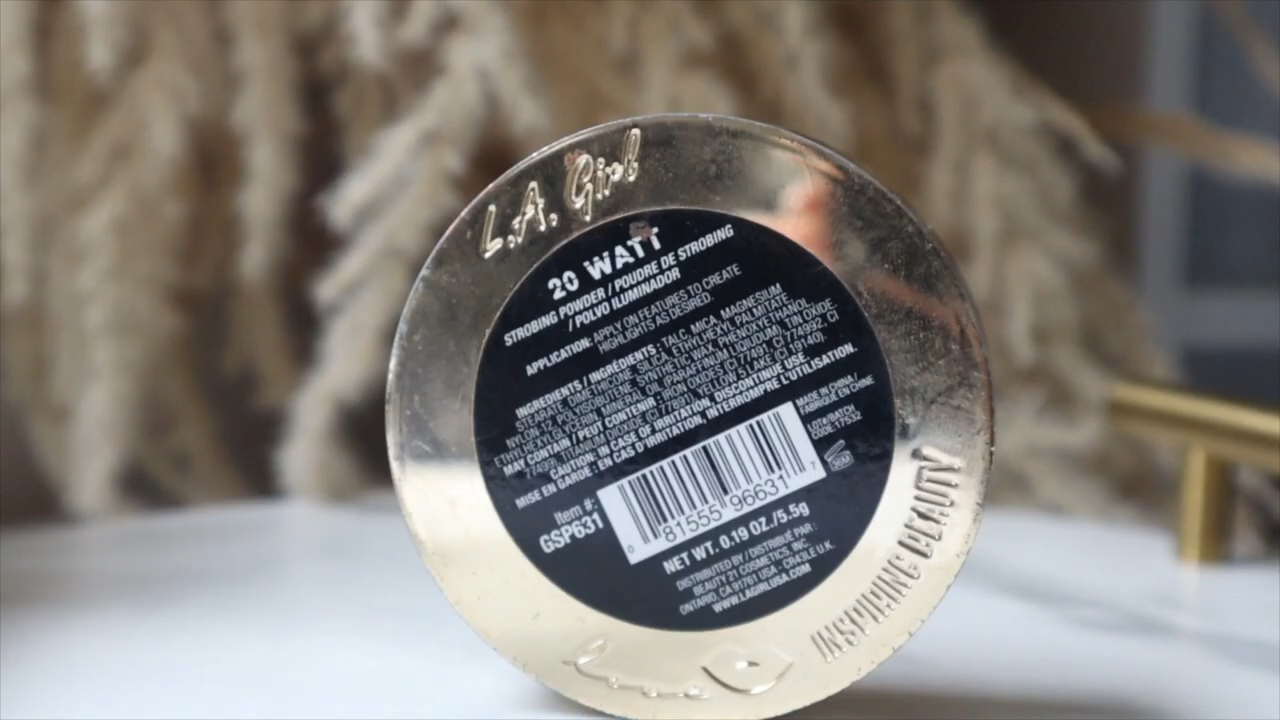 L.A. Girl
20 WATT
STROBING POWDER / POUDRE DE STROBING
/ POLVO ILUMINADOR
APPLICATION: APPLY ON FEATURES TO CREATE
HIGHLIGHTS AS DESIRED.
INGREDIENTS / INGRÉDIENTS : TALC, MICA, MAGNESIUM
STEARATE, DIMETHICONE, SILICA, ETHYLHEXYL PALMITATE,
NYLON-12, POLYISOBUTENE, SYNTHETIC WAX, PHENOXYETHANOL,
ETHYLHEXYLGLYCERIN, MINERAL OIL (PARAFFINUM LIQUIDUM), TIN OXIDE.
MAY CONTAIN / PEUT CONTENIR : IRON OXIDES (CI 77491, CI 774992, CI
77499), TITANIUM DIOXIDE (CI 77891), YELLOW 5 LAKE (CI 19140).
CAUTION: IN CASE OF IRRITATION, DISCONTINUE USE.
MISE EN GARDE : EN CAS D'IRRITATION, INTERROMPRE L'UTILISATION.
MADE IN CHINA /
FABRIQUÉ EN CHINE
LOT#/BATCH
CODE:17532
36M
Item #:
GSP631
0 81555 96631 7
NET WT. 0.19 OZ./5.5g
DISTRIBUTED BY / DISTRIBUÉ PAR :
BEAUTY 21 COSMETICS, INC.
ONTARIO, CA 91761 USA - CR43LE U.K.
WWW.LAGIRLUSA.COM
INSPIRING BEAUTY